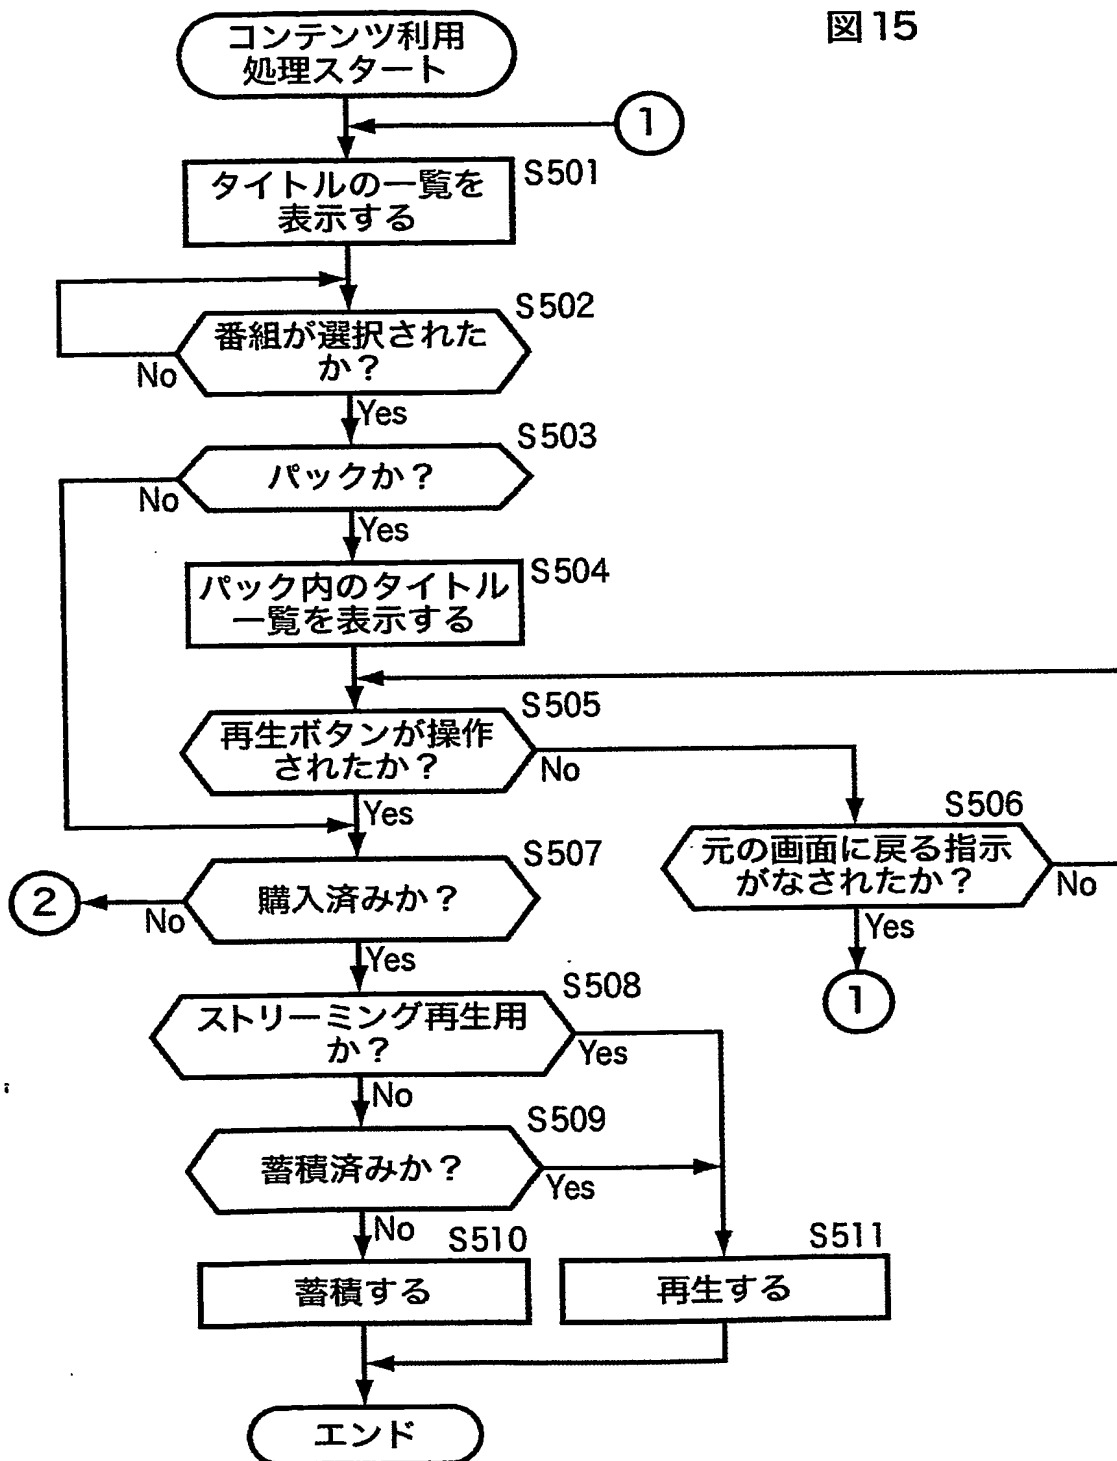 図15
コンテンツ利用
処理スタート
1
S501
タイトルの一覧を
表示する
S502
番組が選択された
か？
No
Yes
S503
パックか？
No
Yes
S504
パック内のタイトル
一覧を表示する
S505
再生ボタンが操作
されたか？
No
Yes
S506
元の画面に戻る指示
がなされたか？
No
Yes
1
S507
購入済みか？
2
No
Yes
S508
ストリーミング再生用
か？
Yes
No
S509
蓄積済みか？
Yes
No
S510
蓄積する
S511
再生する
エンド